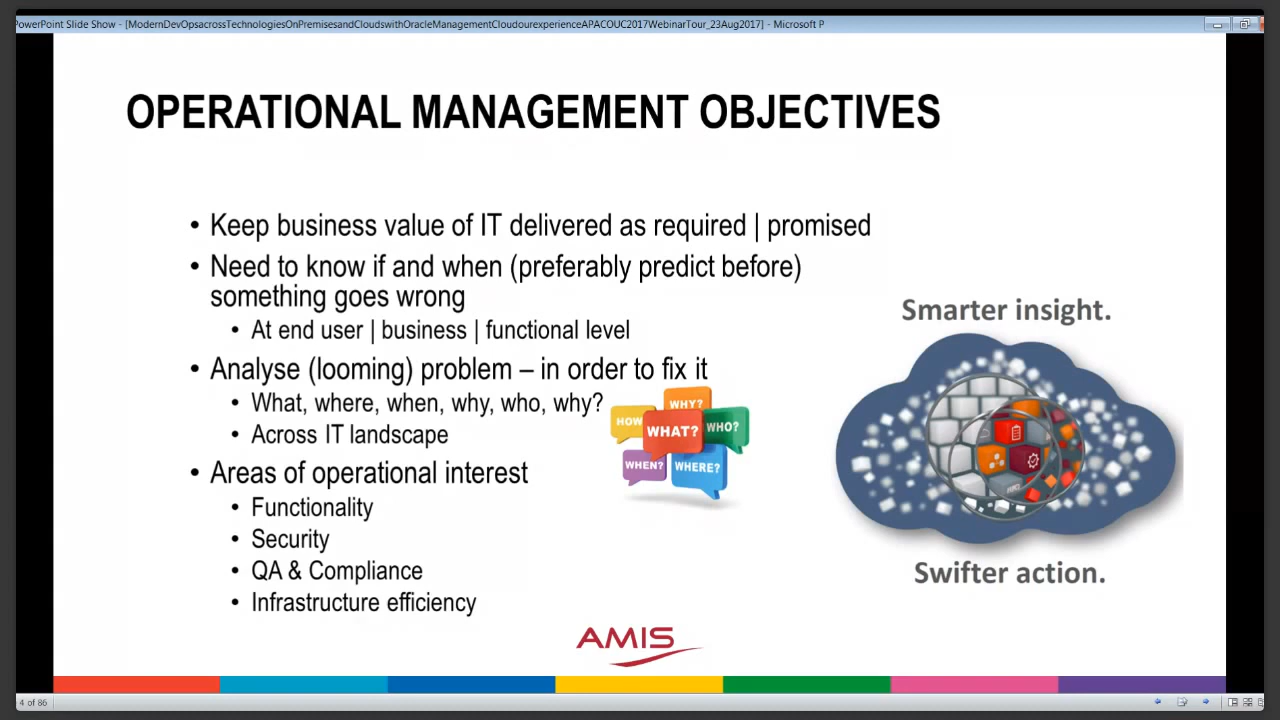 PowerPoint Slide Show - [ModernDevOpsacrossTechnologiesOnPremisesandCloudswithOracleManagementCloudourexperienceAPACOUC2017WebinarTour_23Aug2017] - Microsoft P
OPERATIONAL MANAGEMENT OBJECTIVES
• Keep business value of IT delivered as required | promised
• Need to know if and when (preferably predict before)
something goes wrong
• At end user | business | functional level
• Analyse (looming) problem – in order to fix it
• What, where, when, why, who, why?
• Across IT landscape
• Areas of operational interest
• Functionality
• Security
• QA & Compliance
• Infrastructure efficiency
WHY?
HOW
WHAT?
WHO?
WHEN?
WHERE?
Smarter insight.
Swifter action.
AMIS
4 of 86